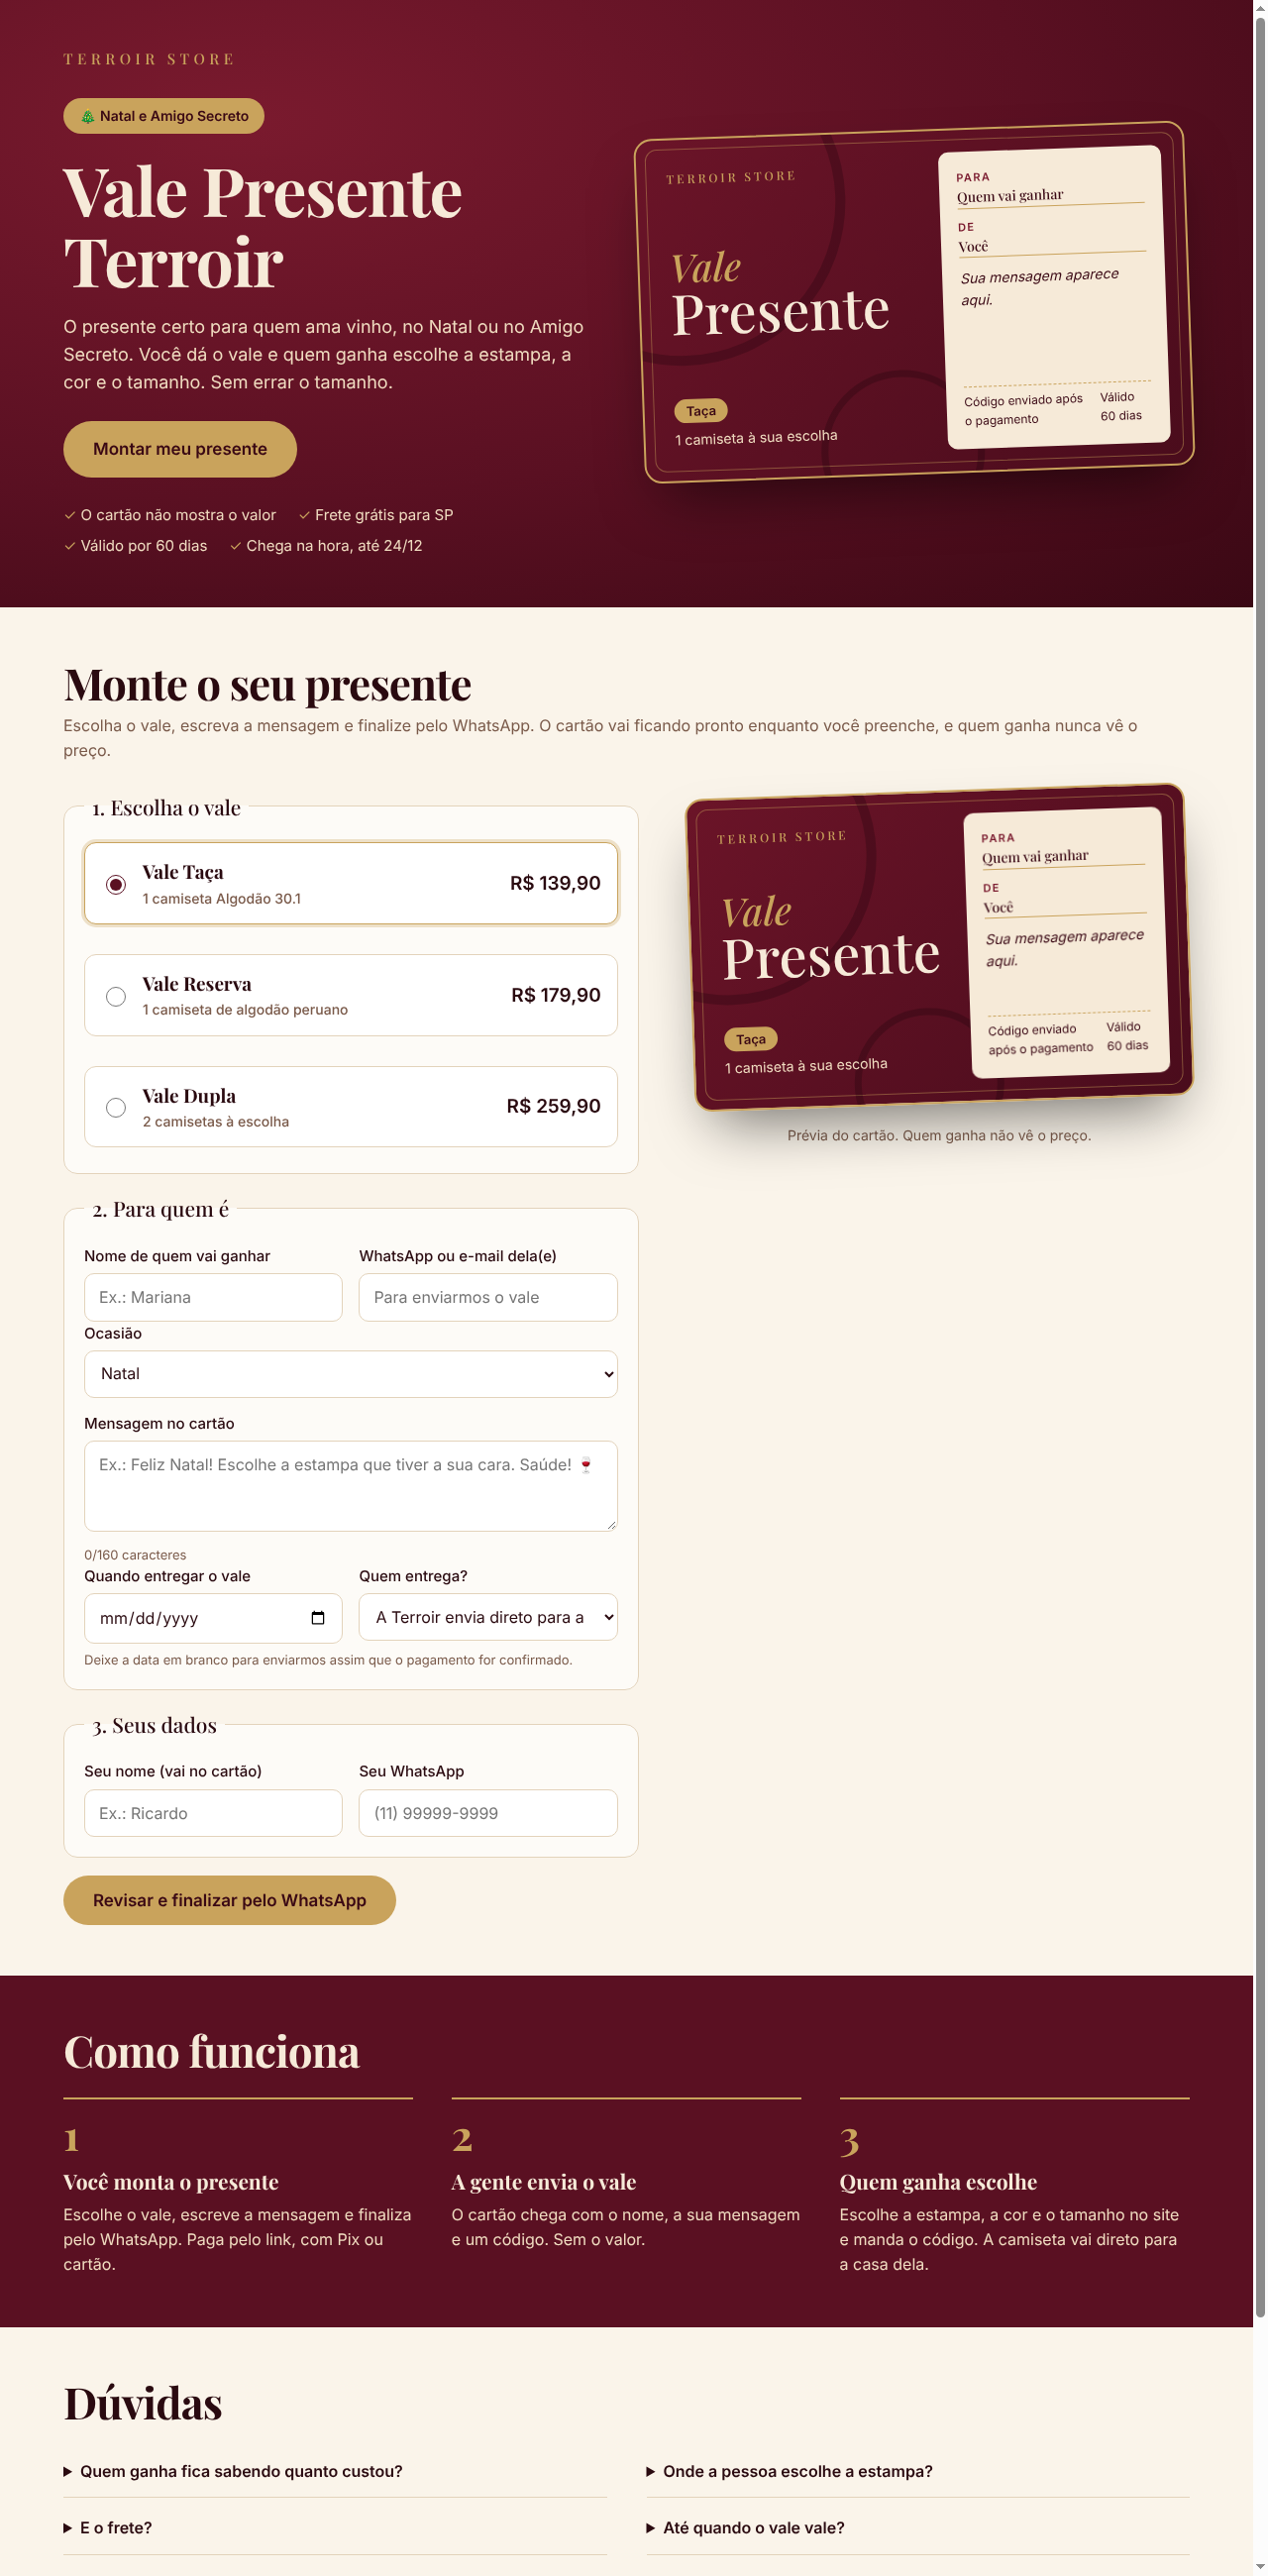 TERROIR STORE
🎄 Natal e Amigo Secreto
Vale Presente
Terroir
O presente certo para quem ama vinho, no Natal ou no Amigo
Secreto. Você dá o vale e quem ganha escolhe a estampa, a
cor e o tamanho. Sem errar o tamanho.
Montar meu presente
✓ O cartão não mostra o valor ✓ Frete grátis para SP
✓ Válido por 60 dias ✓ Chega na hora, até 24/12
TERROIR STORE
Vale
Presente
Taça
1 camiseta à sua escolha
PARA
Quem vai ganhar
DE
Você
Sua mensagem aparece
aqui.
Código enviado após
o pagamento
Válido
60 dias
Monte o seu presente
Escolha o vale, escreva a mensagem e finalize pelo WhatsApp. O cartão vai ficando pronto enquanto você preenche, e quem ganha nunca vê o
preço.
1. Escolha o vale
Vale Taça
1 camiseta Algodão 30.1
R$ 139,90
Vale Reserva
1 camiseta de algodão peruano
R$ 179,90
Vale Dupla
2 camisetas à escolha
R$ 259,90
TERROIR STORE
Vale
Presente
Taça
1 camiseta à sua escolha
PARA
Quem vai ganhar
DE
Você
Sua mensagem aparece
aqui.
Código enviado
após o pagamento
Válido
60 dias
Prévia do cartão. Quem ganha não vê o preço.
2. Para quem é
Nome de quem vai ganhar
Ex.: Mariana
WhatsApp ou e-mail dela(e)
Para enviarmos o vale
Ocasião
Natal
Mensagem no cartão
Ex.: Feliz Natal! Escolhe a estampa que tiver a sua cara. Saúde! 🍷
0/160 caracteres
Quando entregar o vale
mm/dd/yyyy
Quem entrega?
A Terroir envia direto para a
Deixe a data em branco para enviarmos assim que o pagamento for confirmado.
3. Seus dados
Seu nome (vai no cartão)
Ex.: Ricardo
Seu WhatsApp
(11) 99999-9999
Revisar e finalizar pelo WhatsApp
Como funciona
1
Você monta o presente
Escolhe o vale, escreve a mensagem e finaliza
pelo WhatsApp. Paga pelo link, com Pix ou
cartão.
2
A gente envia o vale
O cartão chega com o nome, a sua mensagem
e um código. Sem o valor.
3
Quem ganha escolhe
Escolhe a estampa, a cor e o tamanho no site
e manda o código. A camiseta vai direto para
a casa dela.
Dúvidas
Quem ganha fica sabendo quanto custou?
Onde a pessoa escolhe a estampa?
E o frete?
Até quando o vale vale?